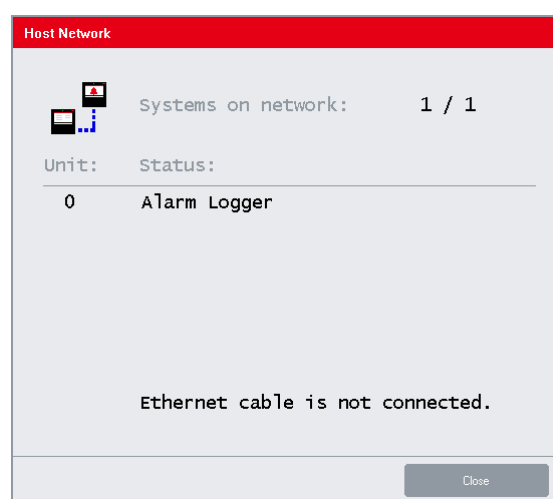 Host Network
Systems on network: 1 / 1
Unit: Status:
0 Alarm Logger
Ethernet cable is not connected.
Close